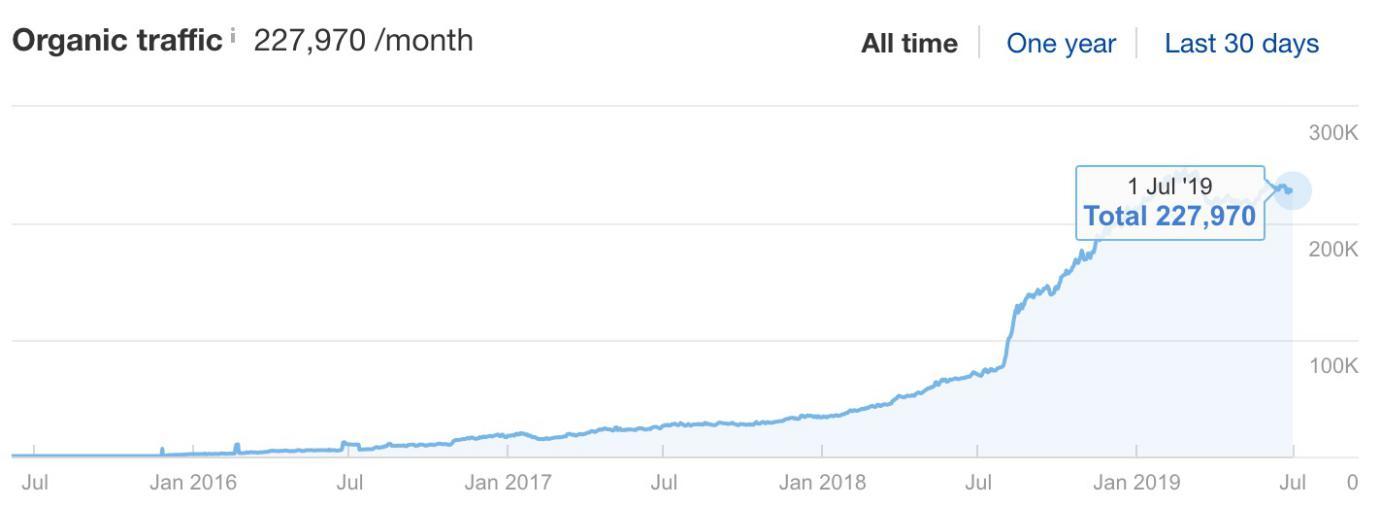 Organic traffic i 227,970 /month
All time One year Last 30 days
300K
1 Jul '19
Total 227,970
200K
100K
Jul Jan 2016 Jul Jan 2017 Jul Jan 2018 Jul Jan 2019 Jul 0